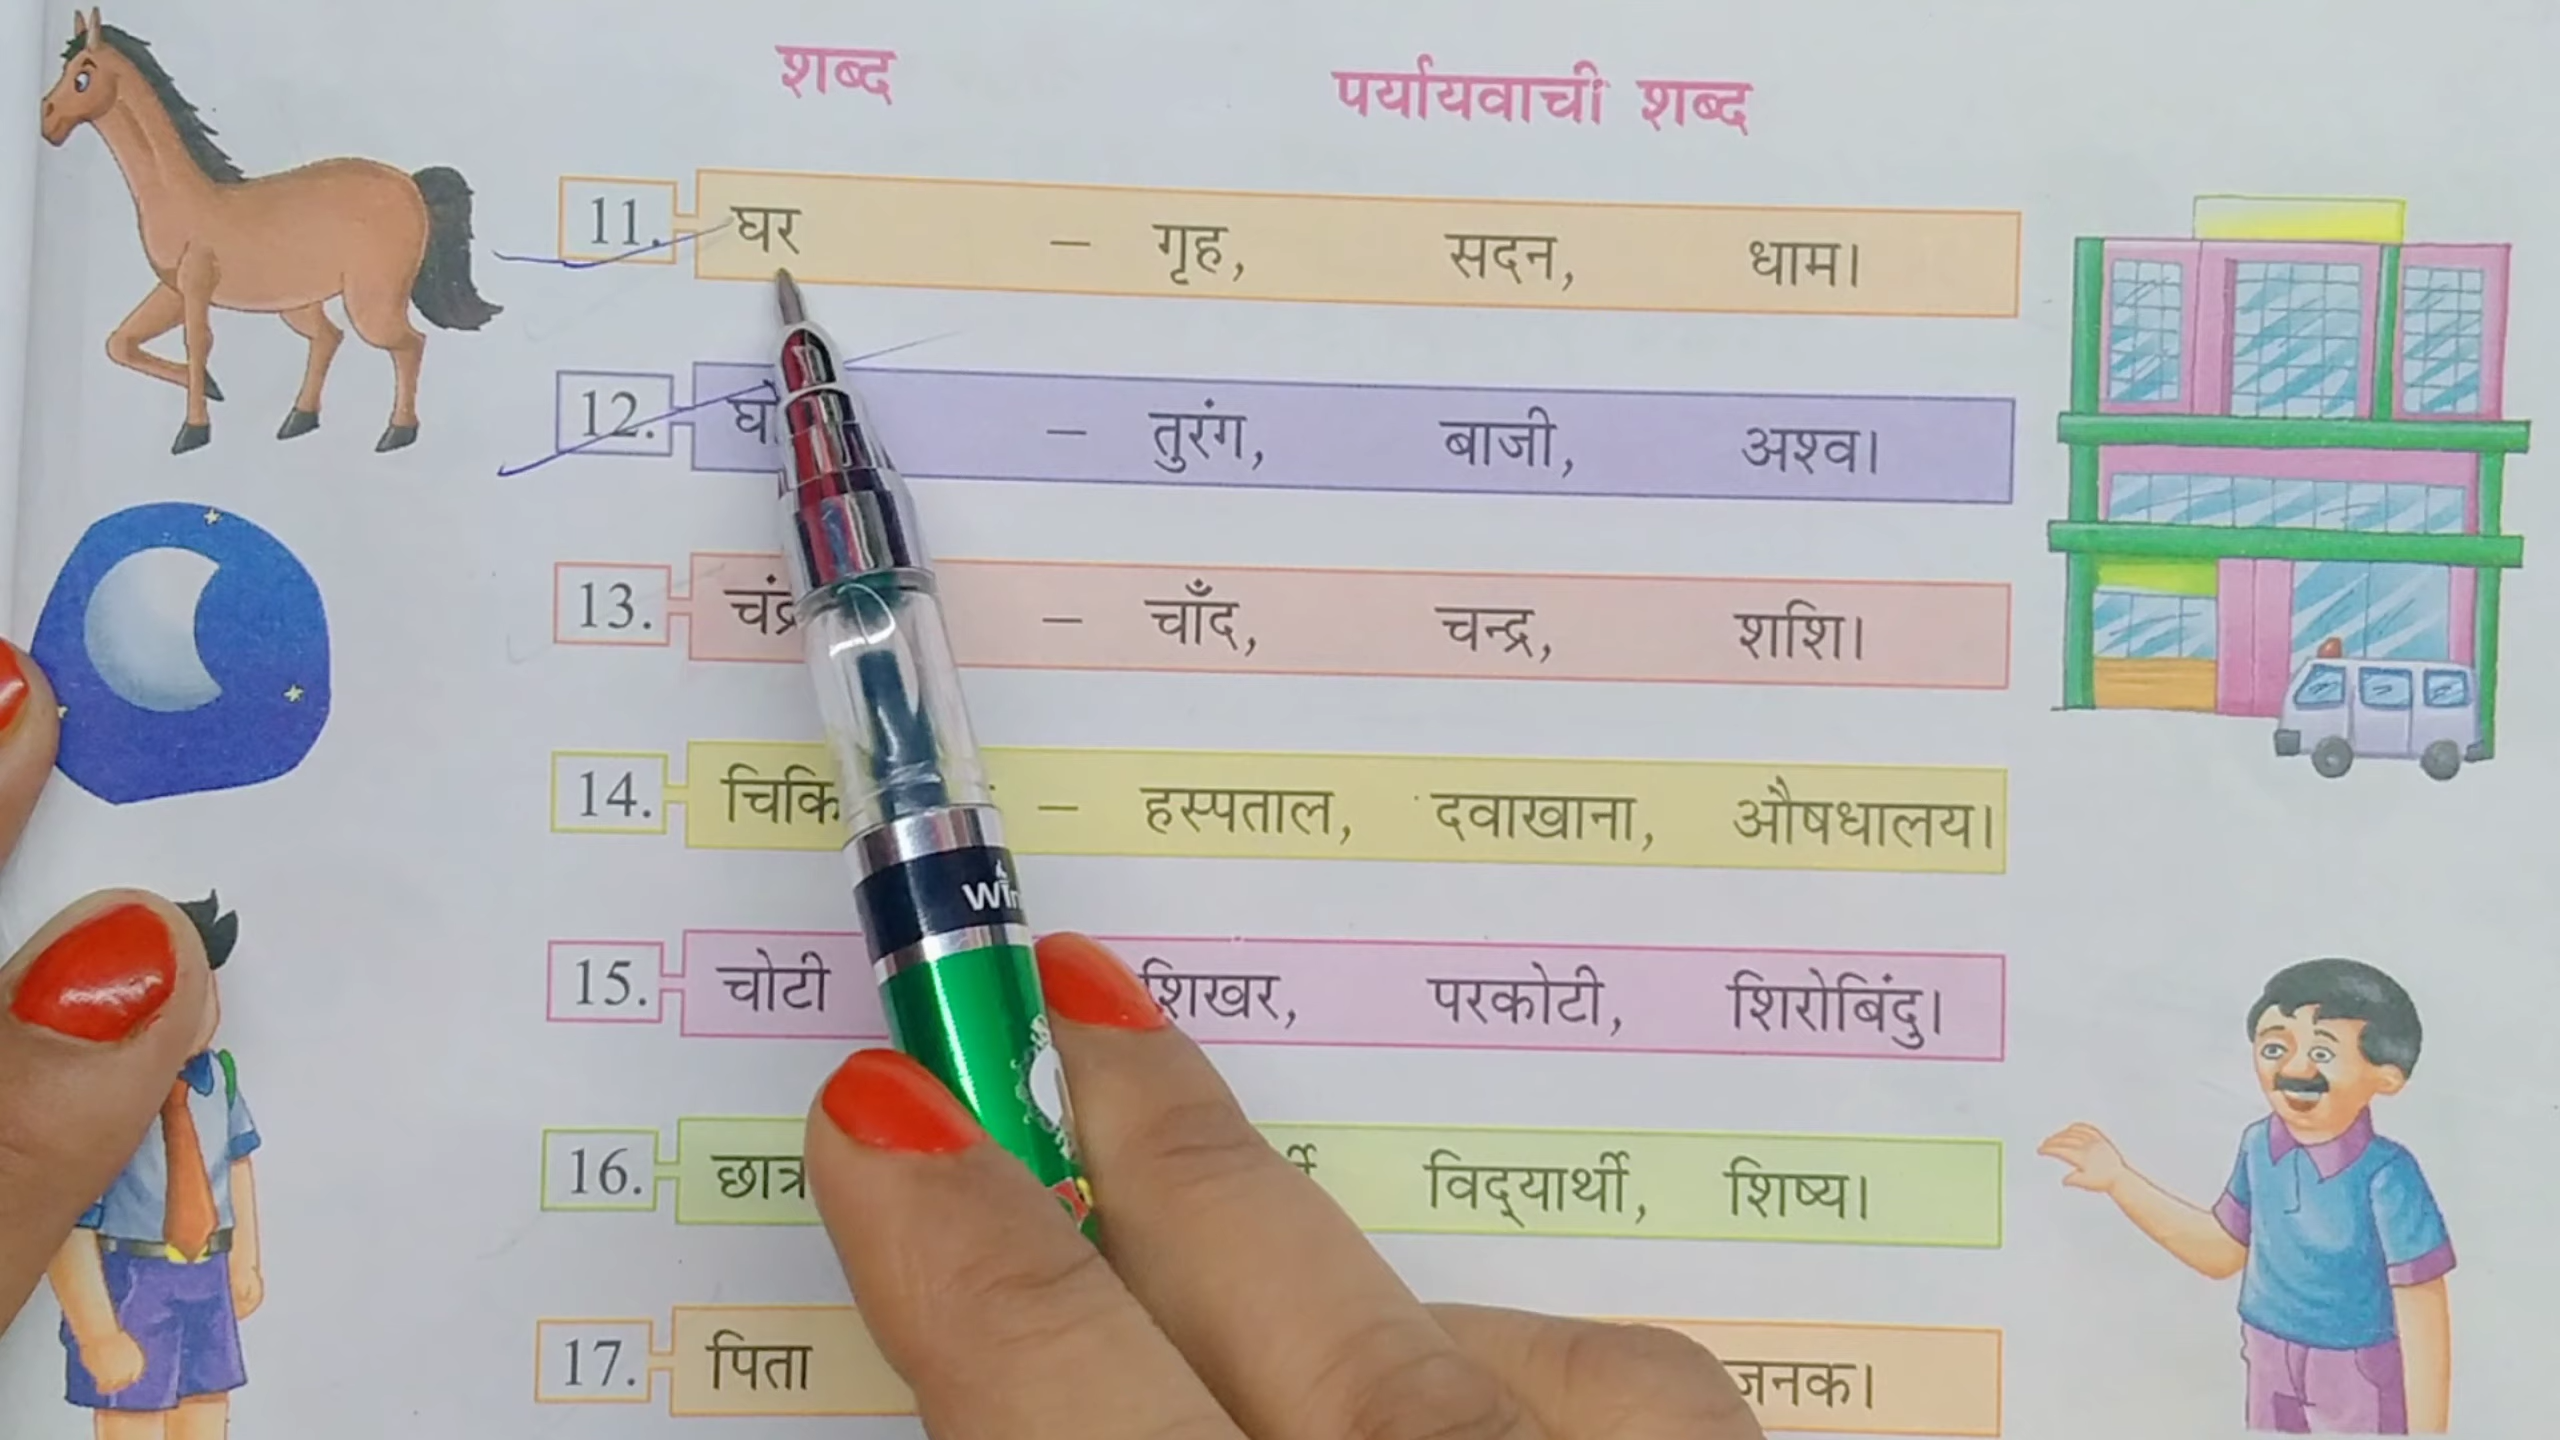 शब्द पर्यायवाची शब्द
11. घर – गृह, सदन, धाम।
12. – तुरंग, बाजी, अश्व।
13. – चाँद, चन्द्र, शशि।
14. – हस्पताल, दवाखाना, औषधालय।
15. चोटी शिखर, परकोटी, शिरोबिंदु।
16. छात्र विद्‌यार्थी, शिष्य।
17. पिता जनक।